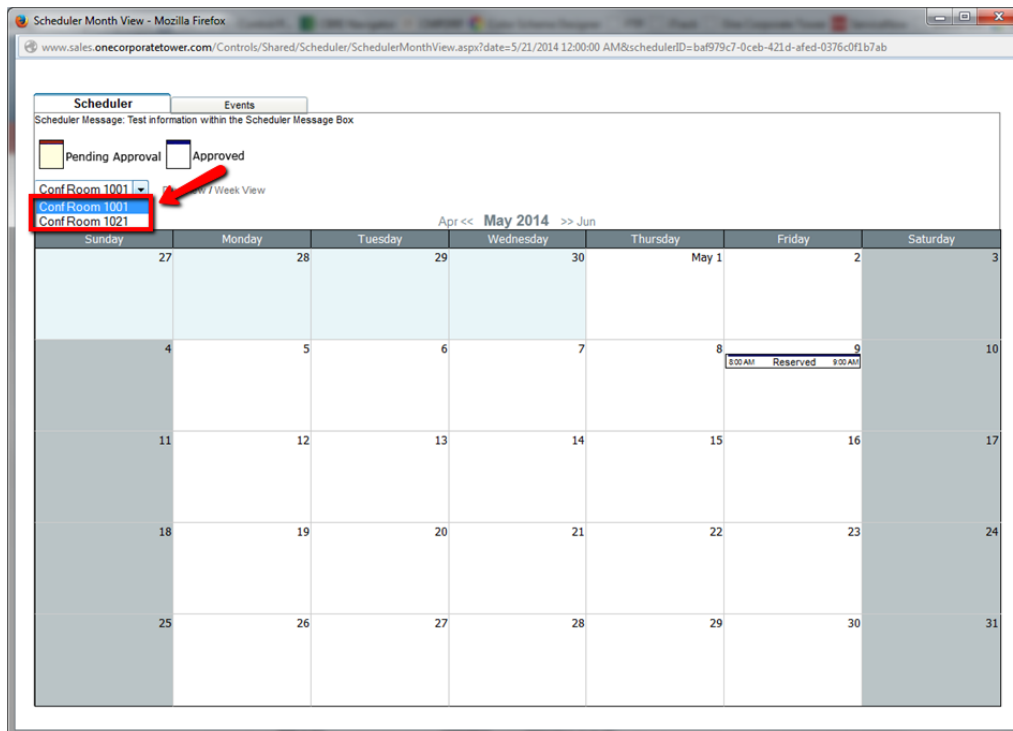 Scheduler Month View - Mozilla Firefox
www.sales.onecorporatetower.com/Controls/Shared/Scheduler/SchedulerMonthView.aspx?date=5/21/2014 12:00:00 AM&schedulerID=baf979c7-0ceb-421d-afed-0376c0f1b7ab
Scheduler Events
Scheduler Message: Test information within the Scheduler Message Box
Pending Approval Approved
Conf Room 1001 / Week View
Conf Room 1001
Conf Room 1021
Apr << May 2014 >> Jun
Sunday Monday Tuesday Wednesday Thursday Friday Saturday
27 28 29 30 May 1 2 3
4 5 6 7 8 9 10
8:00 AM Reserved 9:00 AM
11 12 13 14 15 16 17
18 19 20 21 22 23 24
25 26 27 28 29 30 31